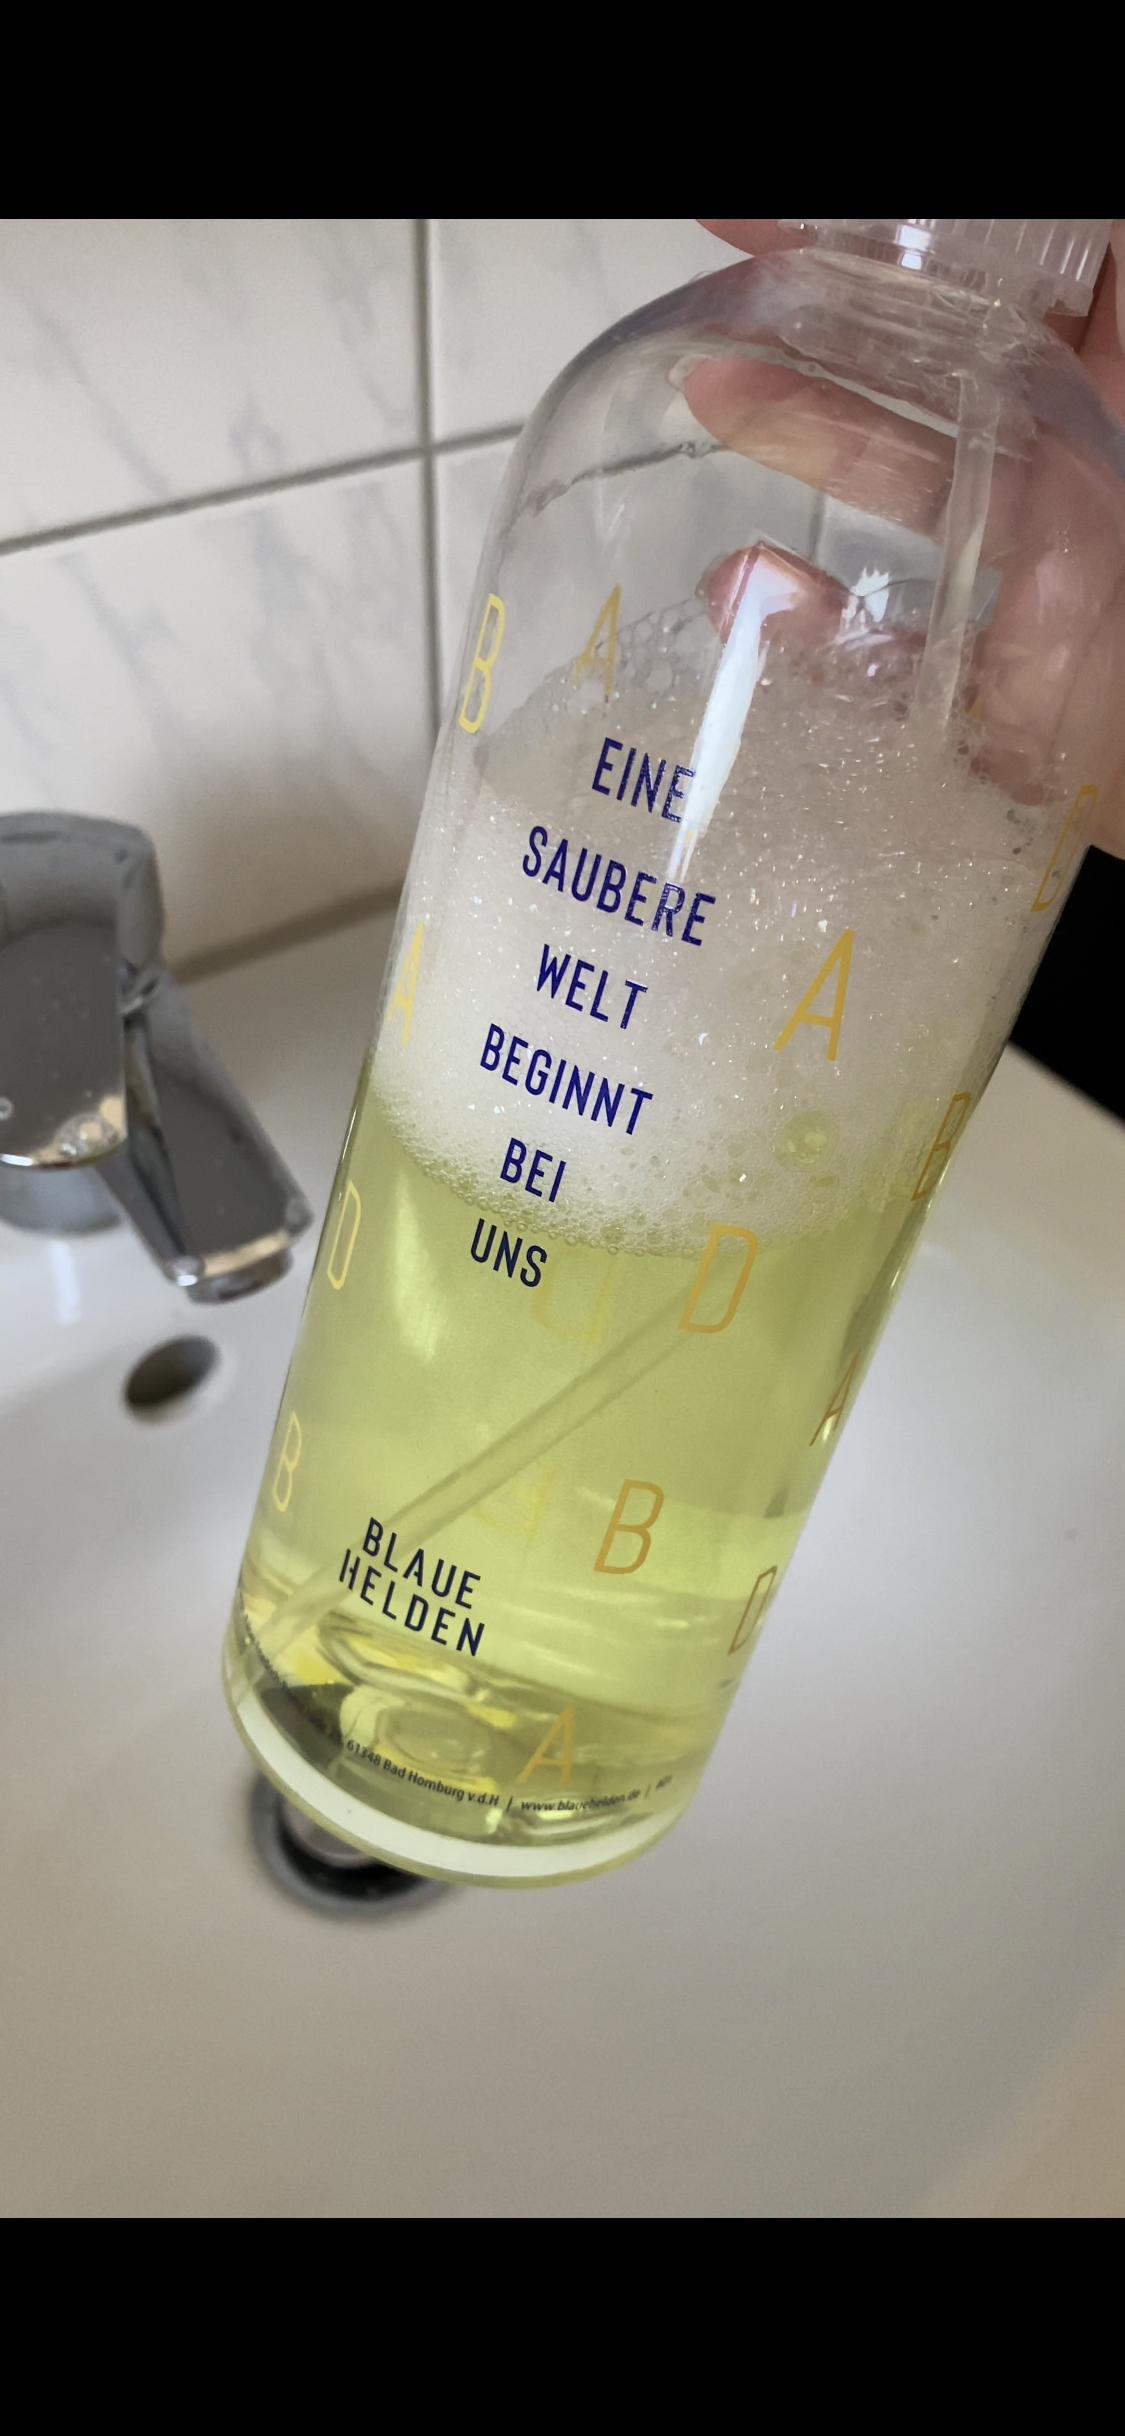 B A
EINE
SAUBERE
WELT
BEGINNT
BEI
UNS
A
A
B
D
D
A
B
B
D
BLAUE
HELDEN
A
61348 Bad Homburg v.d.H | www.blauehelden.de |